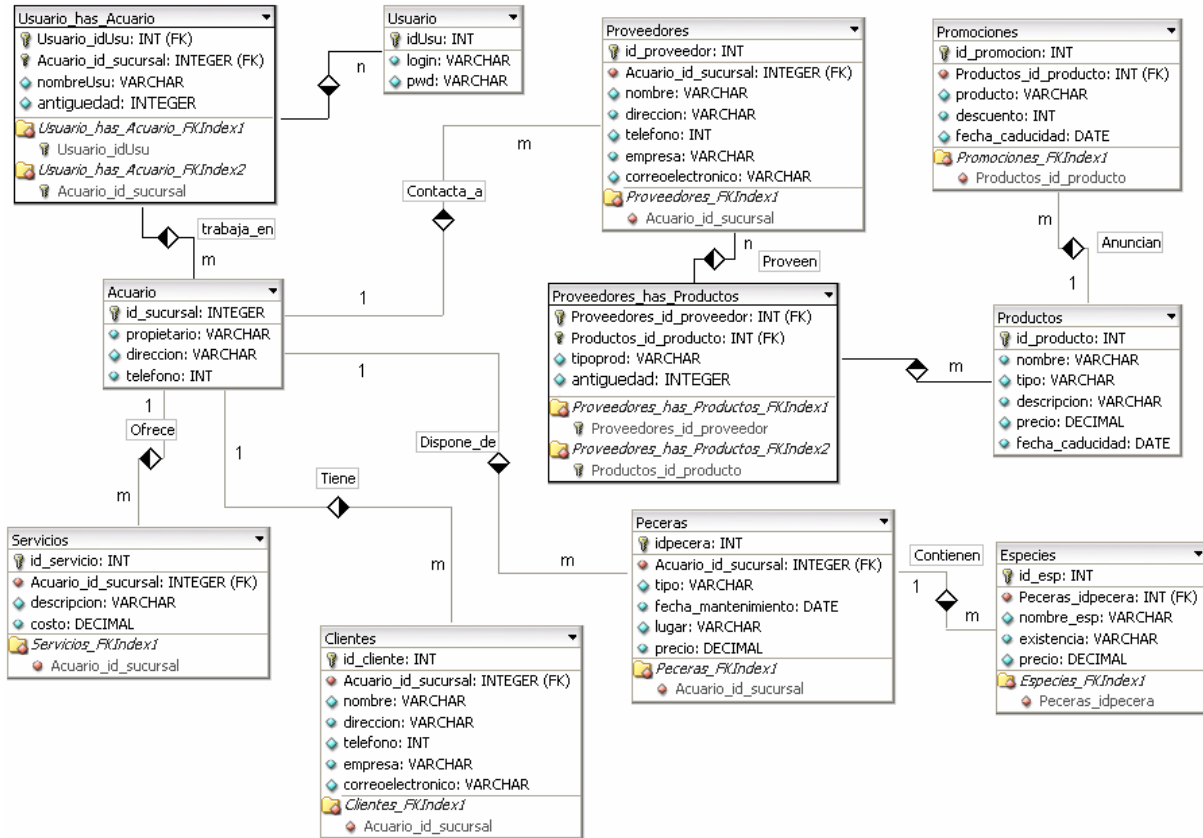 Usuario_has_Acuario
Usuario_idUsu: INT (FK)
Acuario_id_sucursal: INTEGER (FK)
nombreUsu: VARCHAR
antiguedad: INTEGER
Usuario_has_Acuario_FKIndex1
Usuario_idUsu
Usuario_has_Acuario_FKIndex2
Acuario_id_sucursal
n
Usuario
idUsu: INT
login: VARCHAR
pwd: VARCHAR
Proveedores
id_proveedor: INT
Acuario_id_sucursal: INTEGER (FK)
nombre: VARCHAR
direccion: VARCHAR
telefono: INT
empresa: VARCHAR
correoelectronico: VARCHAR
Proveedores_FKIndex1
Acuario_id_sucursal
Promociones
id_promocion: INT
Productos_id_producto: INT (FK)
producto: VARCHAR
descuento: INT
fecha_caducidad: DATE
Promociones_FKIndex1
Productos_id_producto
m
Contacta_a
1
trabaja_en
m
n
Proveen
m
Anuncian
1
Acuario
id_sucursal: INTEGER
propietario: VARCHAR
direccion: VARCHAR
telefono: INT
Proveedores_has_Productos
Proveedores_id_proveedor: INT (FK)
Productos_id_producto: INT (FK)
tipoprod: VARCHAR
antiguedad: INTEGER
Proveedores_has_Productos_FKIndex1
Proveedores_id_proveedor
Proveedores_has_Productos_FKIndex2
Productos_id_producto
m
Productos
id_producto: INT
nombre: VARCHAR
tipo: VARCHAR
descripcion: VARCHAR
precio: DECIMAL
fecha_caducidad: DATE
1
Ofrece
m
1
Tiene
m
1
Dispone_de
m
Servicios
id_servicio: INT
Acuario_id_sucursal: INTEGER (FK)
descripcion: VARCHAR
costo: DECIMAL
Servicios_FKIndex1
Acuario_id_sucursal
Clientes
id_cliente: INT
Acuario_id_sucursal: INTEGER (FK)
nombre: VARCHAR
direccion: VARCHAR
telefono: INT
empresa: VARCHAR
correoelectronico: VARCHAR
Clientes_FKIndex1
Acuario_id_sucursal
Peceras
idpecera: INT
Acuario_id_sucursal: INTEGER (FK)
tipo: VARCHAR
fecha_mantenimiento: DATE
lugar: VARCHAR
precio: DECIMAL
Peceras_FKIndex1
Acuario_id_sucursal
Contienen
1
m
Especies
id_esp: INT
Peceras_idpecera: INT (FK)
nombre_esp: VARCHAR
existencia: VARCHAR
precio: DECIMAL
Especies_FKIndex1
Peceras_idpecera